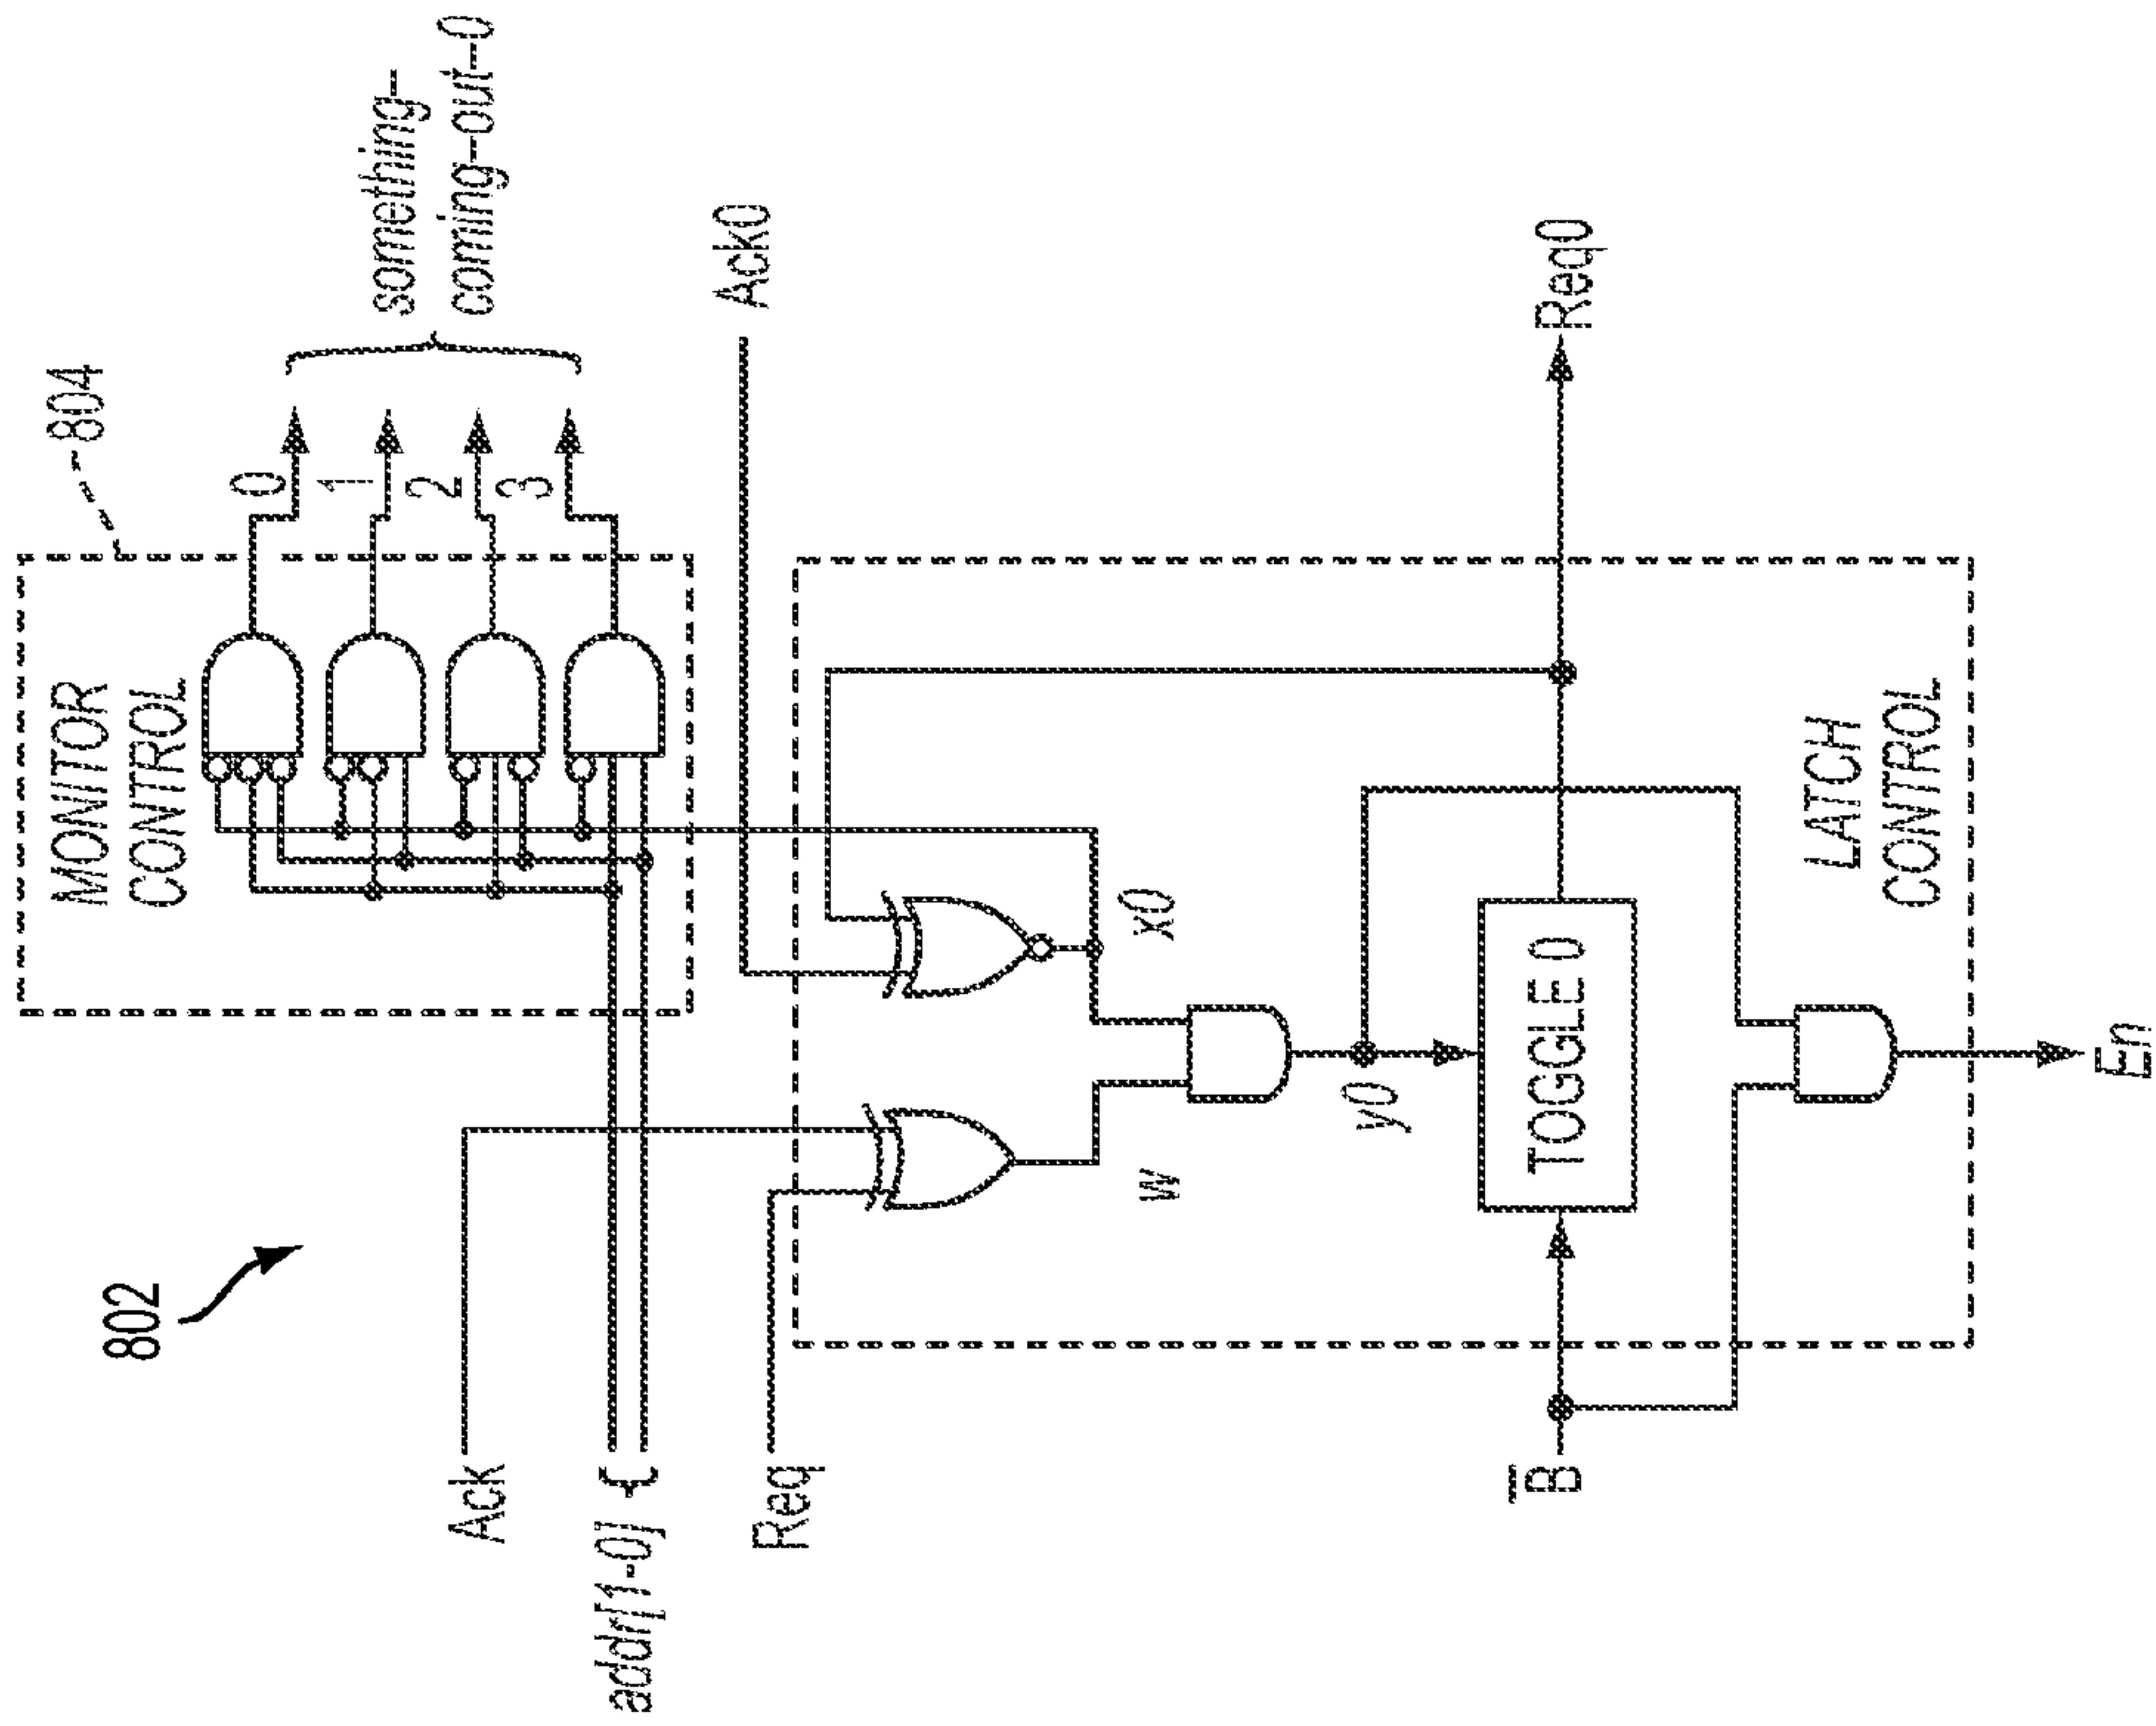 802
804
MONITOR
CONTROL
0
1
2
3
something-
coming-out-0
Ack
addr[1-0]
Req
Ack0
w
x0
y0
TOGGLE 0
B̅
Req0
LATCH
CONTROL
En